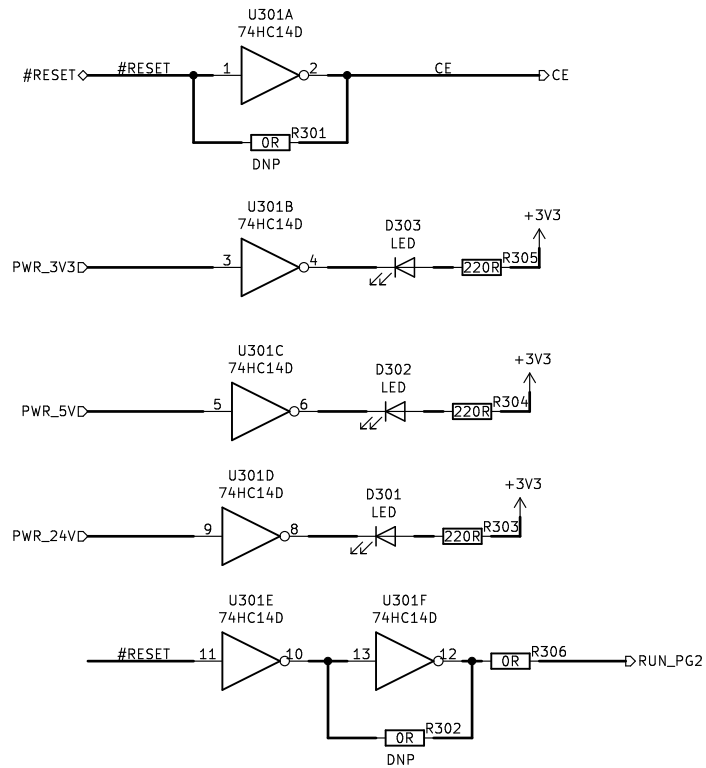 U301A
74HC14D
#RESET #RESET 1 2 CE CE
0R R301
DNP
U301B
74HC14D
D303
LED
+3V3
PWR_3V3 3 4 220R R305
U301C
74HC14D
D302
LED
+3V3
PWR_5V 5 6 220R R304
U301D
74HC14D
D301
LED
+3V3
PWR_24V 9 8 220R R303
U301E
74HC14D
U301F
74HC14D
#RESET 11 10 13 12 0R R306 RUN_PG2
0R R302
DNP